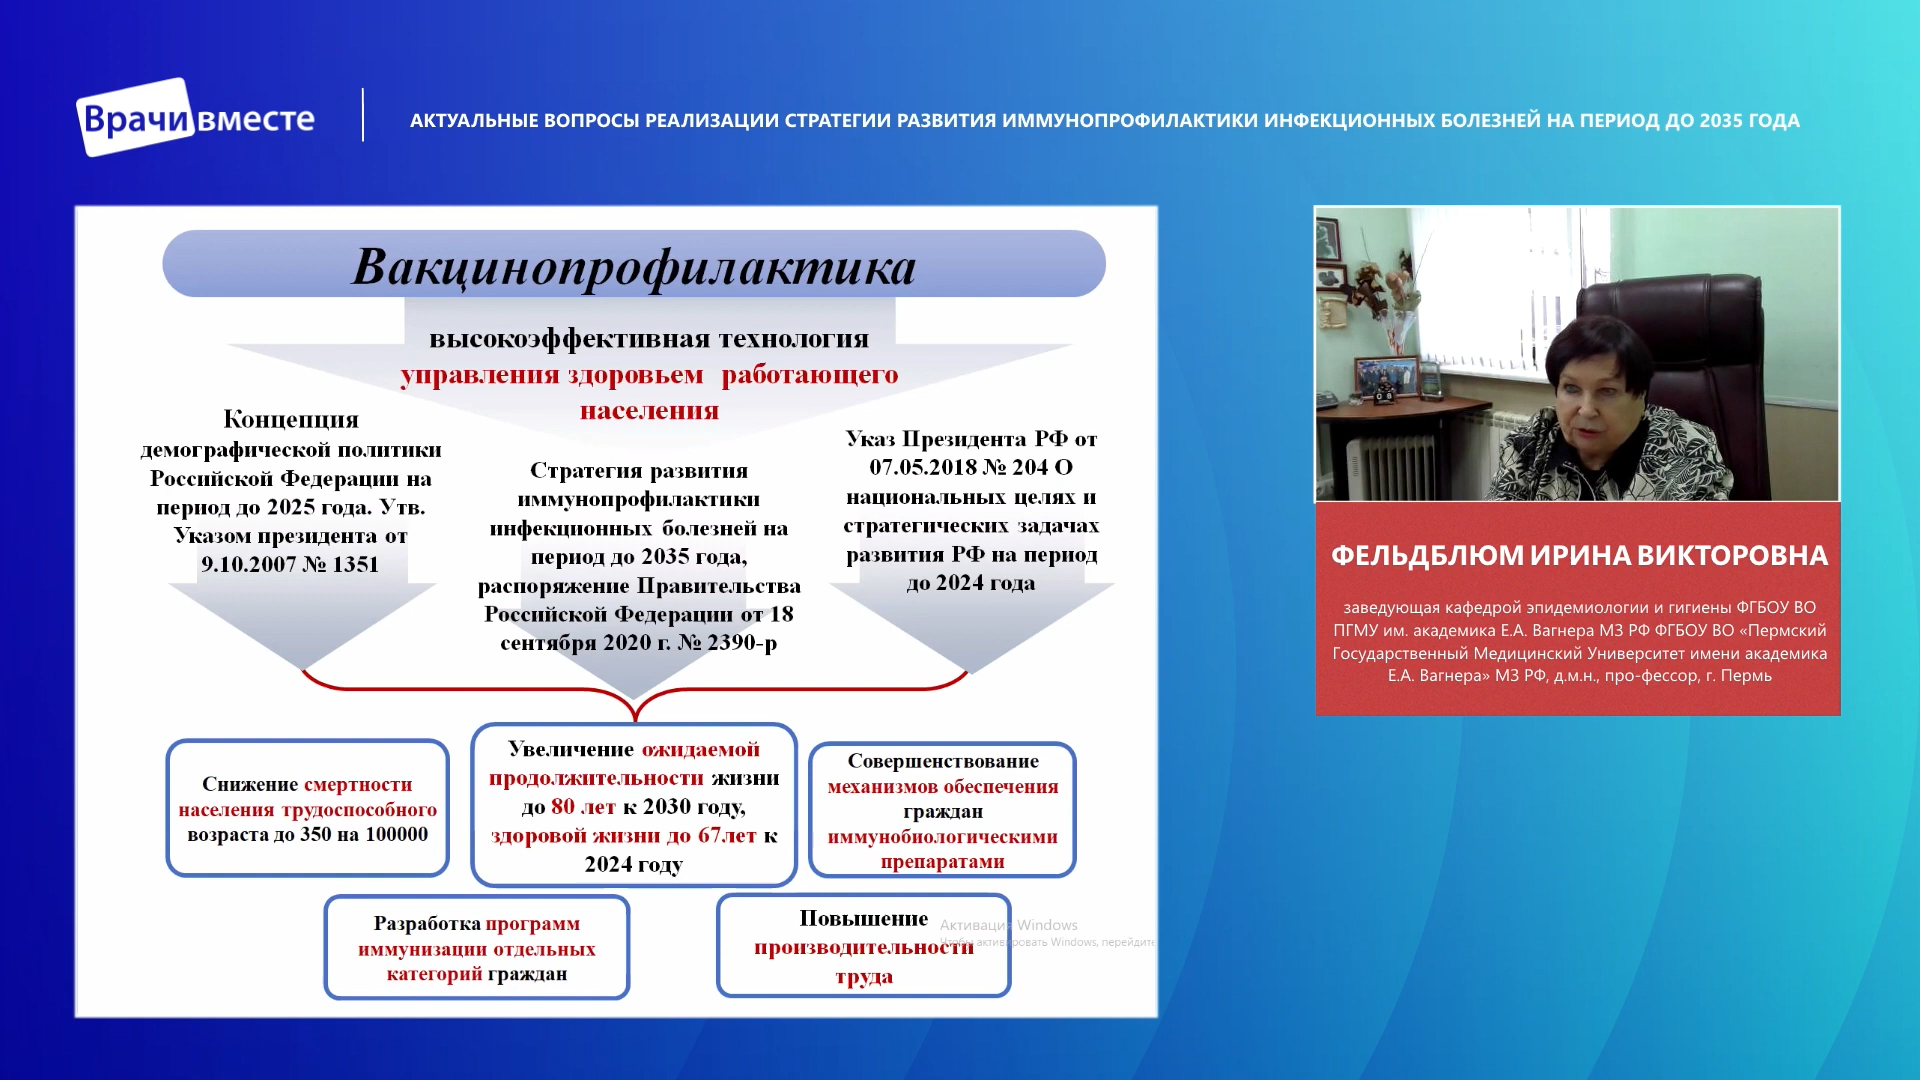 Врачи вместе
АКТУАЛЬНЫЕ ВОПРОСЫ РЕАЛИЗАЦИИ СТРАТЕГИИ РАЗВИТИЯ ИММУНОПРОФИЛАКТИКИ ИНФЕКЦИОННЫХ БОЛЕЗНЕЙ НА ПЕРИОД ДО 2035 ГОДА
Вакцинопрофилактика
высокоэффективная технология
управления здоровьем работающего
населения
Концепция
демографической политики
Российской Федерации на
период до 2025 года. Утв.
Указом президента от
9.10.2007 № 1351
Стратегия развития
иммунопрофилактики
инфекционных болезней на
период до 2035 года,
распоряжение Правительства
Российской Федерации от 18
сентября 2020 г. № 2390-р
Указ Президента РФ от
07.05.2018 № 204 О
национальных целях и
стратегических задачах
развития РФ на период
до 2024 года
Снижение смертности
населения трудоспособного
возраста до 350 на 100000
Увеличение ожидаемой
продолжительности жизни
до 80 лет к 2030 году,
здоровой жизни до 67лет к
2024 году
Совершенствование
механизмов обеспечения
граждан
иммунобиологическими
препаратами
Разработка программ
иммунизации отдельных
категорий граждан
Повышение
производительности
труда
Активация Windows
Чтобы активировать Windows, перейдите
ФЕЛЬДБЛЮМ ИРИНА ВИКТОРОВНА
заведующая кафедрой эпидемиологии и гигиены ФГБОУ ВО
ПГМУ им. академика Е.А. Вагнера МЗ РФ ФГБОУ ВО «Пермский
Государственный Медицинский Университет имени академика
Е.А. Вагнера» МЗ РФ, д.м.н., про-фессор, г. Пермь